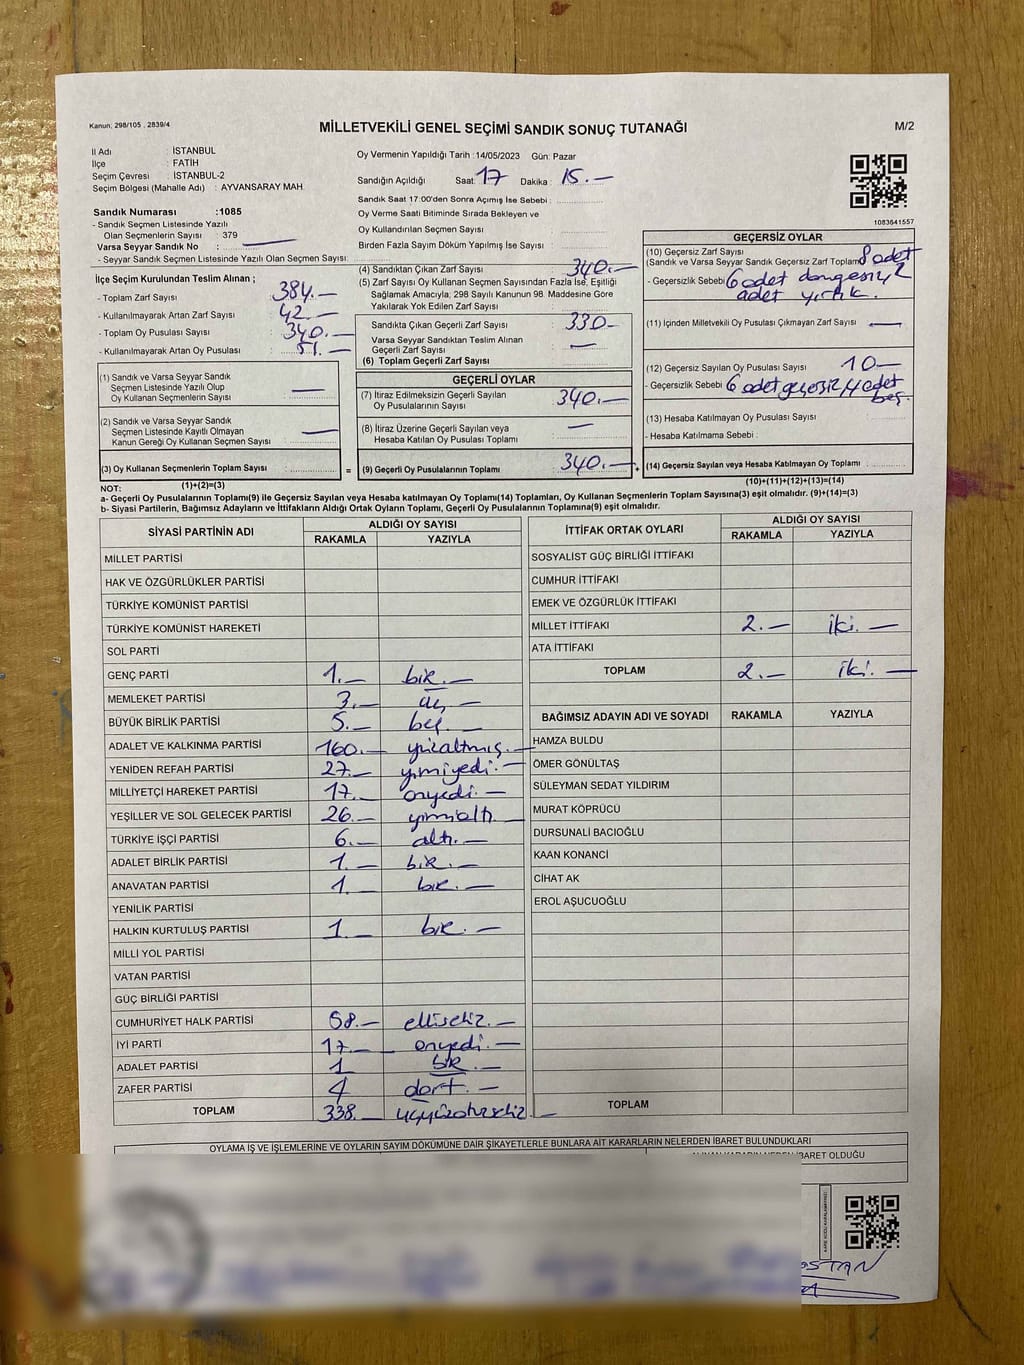 Kanun: 298/105 . 2839/4
MİLLETVEKİLİ GENEL SEÇİMİ SANDIK SONUÇ TUTANAĞI
M/2
İl Adı : İSTANBUL
İlçe : FATİH
Seçim Çevresi : İSTANBUL-2
Seçim Bölgesi (Mahalle Adı) : AYVANSARAY MAH.
Sandık Numarası :1085
- Sandık Seçmen Listesinde Yazılı
Olan Seçmenlerin Sayısı : 379
Varsa Seyyar Sandık No :
- Seyyar Sandık Seçmen Listesinde Yazılı Olan Seçmen Sayısı:
Oy Vermenin Yapıldığı Tarih :14/05/2023 Gün: Pazar
Sandığın Açıldığı Saat: 17 Dakika : 15.—
Sandık Saat 17:00'den Sonra Açımış İse Sebebi :
Oy Verme Saati Bitiminde Sırada Bekleyen ve
Oy Kullandırılan Seçmen Sayısı :
Birden Fazla Sayım Döküm Yapılmış İse Sayısı :
1083641557
İlçe Seçim Kurulundan Teslim Alınan ;
- Toplam Zarf Sayısı : 384.—
- Kullanılmayarak Artan Zarf Sayısı : 42.—
- Toplam Oy Pusulası Sayısı : 340.—
- Kullanılmayarak Artan Oy Pusulası : 51.—
(1) Sandık ve Varsa Seyyar Sandık
Seçmen Listesinde Yazılı Olup
Oy Kullanan Seçmenlerin Sayısı : —
(2) Sandık ve Varsa Seyyar Sandık
Seçmen Listesinde Kayıtlı Olmayan
Kanun Gereği Oy Kullanan Seçmen Sayısı : —
(3) Oy Kullanan Seçmenlerin Toplam Sayısı :
(1)+(2)=(3)
(4) Sandıktan Çıkan Zarf Sayısı : 340.—
(5) Zarf Sayısı Oy Kullanan Seçmen Sayısından Fazla İse, Eşitliği
Sağlamak Amacıyla, 298 Sayılı Kanunun 98. Maddesine Göre
Yakılarak Yok Edilen Zarf Sayısı :
Sandıkta Çıkan Geçerli Zarf Sayısı : 330-
Varsa Seyyar Sandıktan Teslim Alınan
Geçerli Zarf Sayısı : —
(6) Toplam Geçerli Zarf Sayısı
GEÇERLİ OYLAR
(7) İtiraz Edilmeksizin Geçerli Sayılan
Oy Pusulalarının Sayısı : 340.—
(8) İtiraz Üzerine Geçerli Sayılan veya
Hesaba Katılan Oy Pusulası Toplamı : —
= (9) Geçerli Oy Pusulalarının Toplamı : 340.—
GEÇERSİZ OYLAR
(10) Geçersiz Zarf Sayısı
(Sandık ve Varsa Seyyar Sandık Geçersiz Zarf Toplamı) 8 adet
- Geçersizlik Sebebi : 6 adet damgasız 2
adet yırtık.
(11) İçinden Milletvekili Oy Pusulası Çıkmayan Zarf Sayısı : —
(12) Geçersiz Sayılan Oy Pusulası Sayısı : 10—
- Geçersizlik Sebebi : 6 adet geçersiz, 4 adet
boş.
(13) Hesaba Katılmayan Oy Pusulası Sayısı :
- Hesaba Katılmama Sebebi :
+ (14) Geçersiz Sayılan veya Hesaba Katılmayan Oy Toplamı :
(10)+(11)+(12)+(13)=(14)
NOT:
a- Geçerli Oy Pusulalarının Toplamı(9) ile Geçersiz Sayılan veya Hesaba katılmayan Oy Toplamı(14) Toplamları, Oy Kullanan Seçmenlerin Toplam Sayısına(3) eşit olmalıdır. (9)+(14)=(3)
b- Siyasi Partilerin, Bağımsız Adayların ve İttifakların Aldığı Ortak Oyların Toplamı, Geçerli Oy Pusulalarının Toplamına(9) eşit olmalıdır.
SİYASİ PARTİNİN ADI ALDIĞI OY SAYISI
RAKAMLA YAZIYLA
MİLLET PARTİSİ
HAK VE ÖZGÜRLÜKLER PARTİSİ
TÜRKİYE KOMÜNİST PARTİSİ
TÜRKİYE KOMÜNİST HAREKETİ
SOL PARTİ
GENÇ PARTİ 1.— bir.—
MEMLEKET PARTİSİ 3.— üç —
BÜYÜK BİRLİK PARTİSİ 5.— beş. —
ADALET VE KALKINMA PARTİSİ 160.— yüzaltmış.—
YENİDEN REFAH PARTİSİ 27.— yirmiyedi.—
MİLLİYETÇİ HAREKET PARTİSİ 17.— onyedi.—
YEŞİLLER VE SOL GELECEK PARTİSİ 26.— yirmialtı.—
TÜRKİYE İŞÇİ PARTİSİ 6.— altı.—
ADALET BİRLİK PARTİSİ 1.— bir.—
ANAVATAN PARTİSİ 1.— bir.—
YENİLİK PARTİSİ
HALKIN KURTULUŞ PARTİSİ 1.— bir.—
MİLLİ YOL PARTİSİ
VATAN PARTİSİ
GÜÇ BİRLİĞİ PARTİSİ
CUMHURİYET HALK PARTİSİ 68.— ellisekiz.—
İYİ PARTİ 17.— onyedi.—
ADALET PARTİSİ 1 bir.—
ZAFER PARTİSİ 4 dört.—
TOPLAM 338.— üçyüzotuzsekiz.—
İTTİFAK ORTAK OYLARI ALDIĞI OY SAYISI
RAKAMLA YAZIYLA
SOSYALİST GÜÇ BİRLİĞİ İTTİFAKI
CUMHUR İTTİFAKI
EMEK VE ÖZGÜRLÜK İTTİFAKI
MİLLET İTTİFAKI 2.— iki.—
ATA İTTİFAKI
TOPLAM 2.— iki.—
BAĞIMSIZ ADAYIN ADI VE SOYADI RAKAMLA YAZIYLA
HAMZA BULDU
ÖMER GÖNÜLTAŞ
SÜLEYMAN SEDAT YILDIRIM
MURAT KÖPRÜCÜ
DURSUNALİ BACIOĞLU
KAAN KONANCİ
CİHAT AK
EROL AŞUCUOĞLU
TOPLAM
OYLAMA İŞ VE İŞLEMLERİNE VE OYLARIN SAYIM DÖKÜMÜNE DAİR ŞİKAYETLERLE BUNLARA AİT KARARLARIN NELERDEN İBARET BULUNDUKLARI
İBARET OLDUĞU